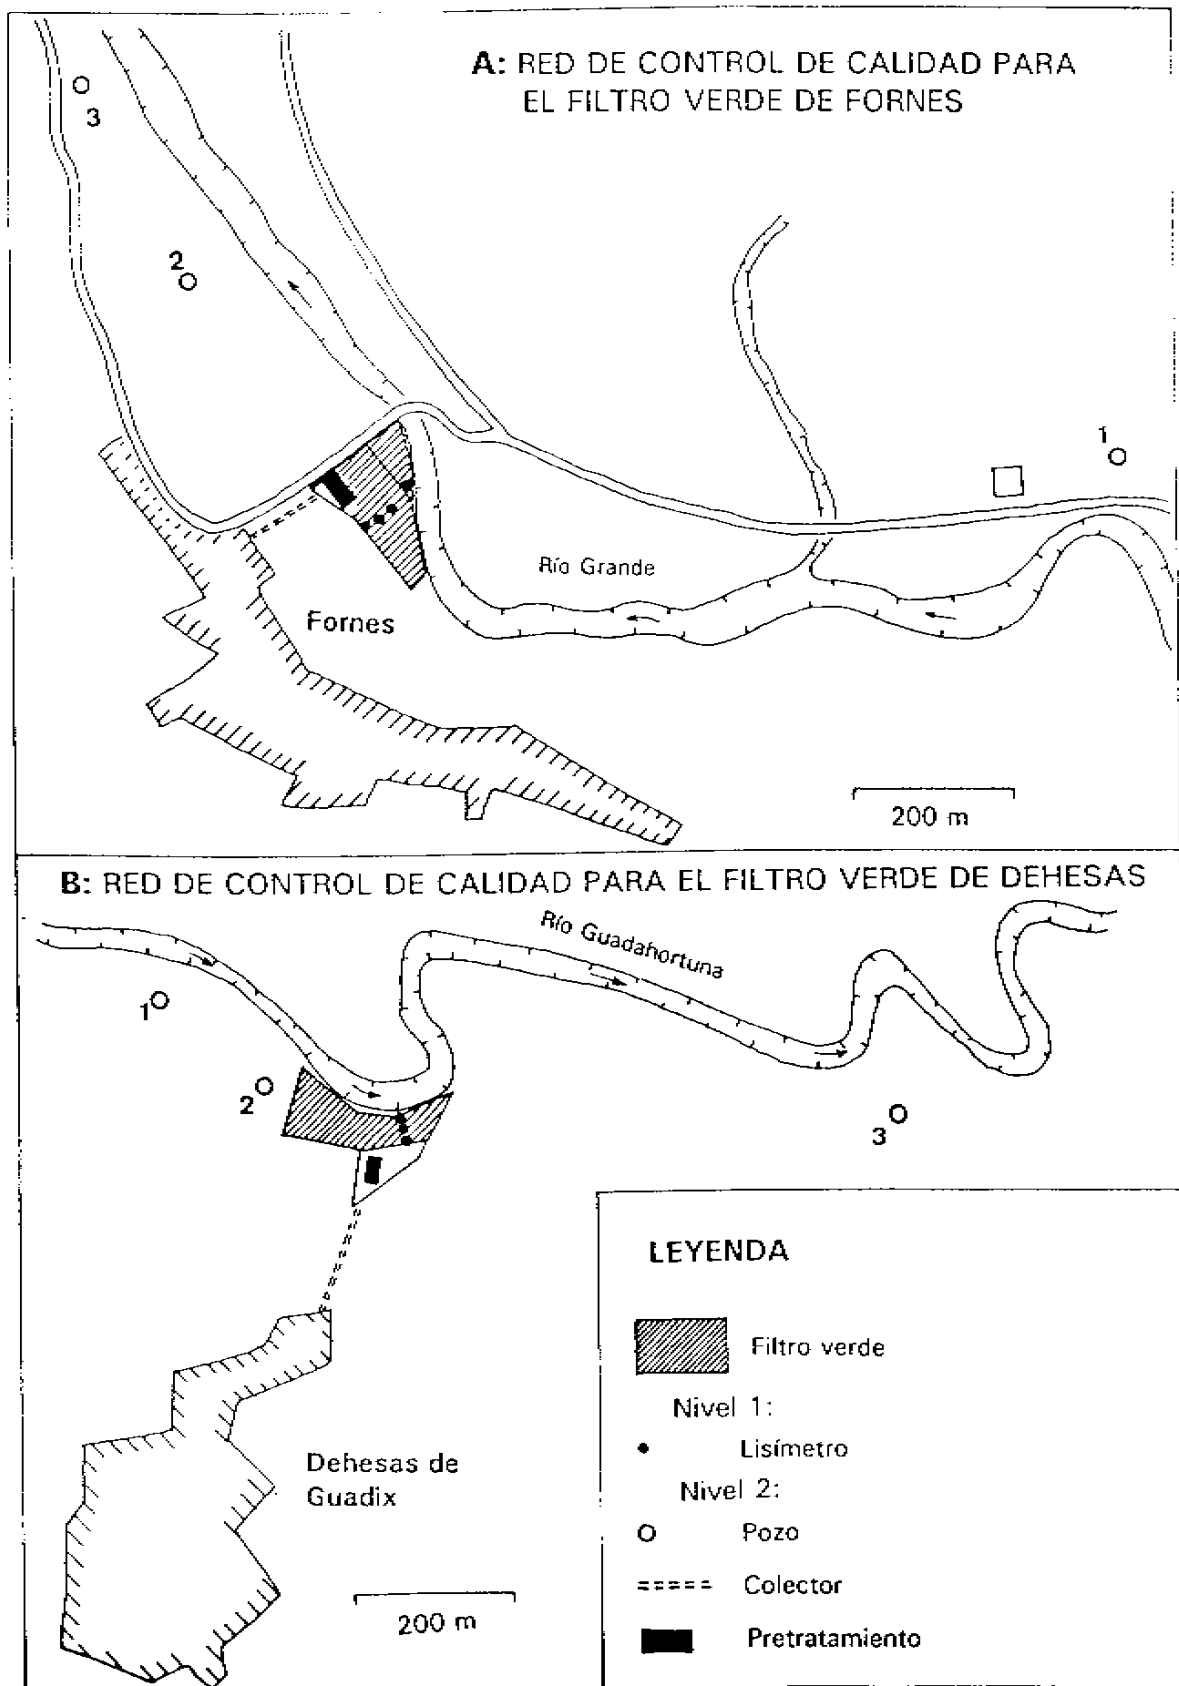 A: RED DE CONTROL DE CALIDAD PARA
EL FILTRO VERDE DE FORNES
3
2
1
Río Grande
Fornes
200 m
B: RED DE CONTROL DE CALIDAD PARA EL FILTRO VERDE DE DEHESAS
Río Guadahortuna
1
2
3
Dehesas de
Guadix
200 m
LEYENDA
Filtro verde
Nivel 1:
Lisímetro
Nivel 2:
Pozo
Colector
Pretratamiento